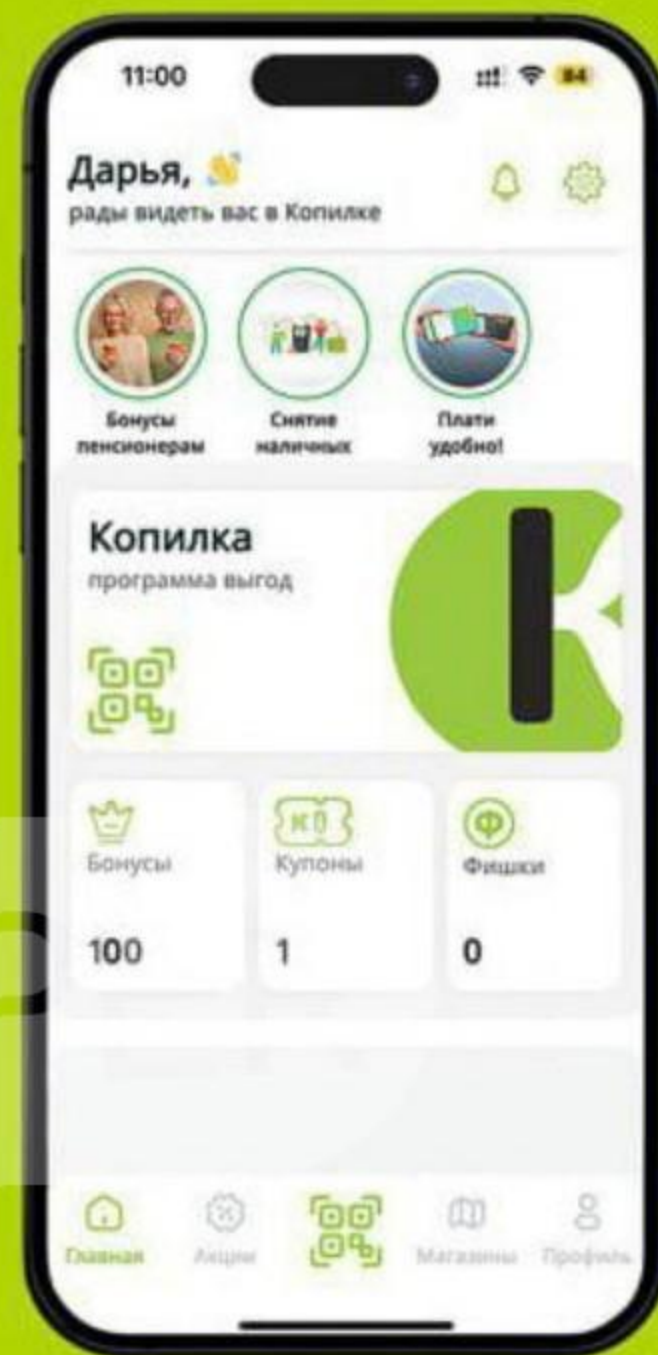 11:00
84
Дарья, 👋
рады видеть вас в Копилке
Бонусы
пенсионерам
Снятие
наличных
Плати
удобно!
Копилка
программа выгод
Бонусы
Купоны
Фишки
100
1
0
Главная
Акции
Магазины
Профиль